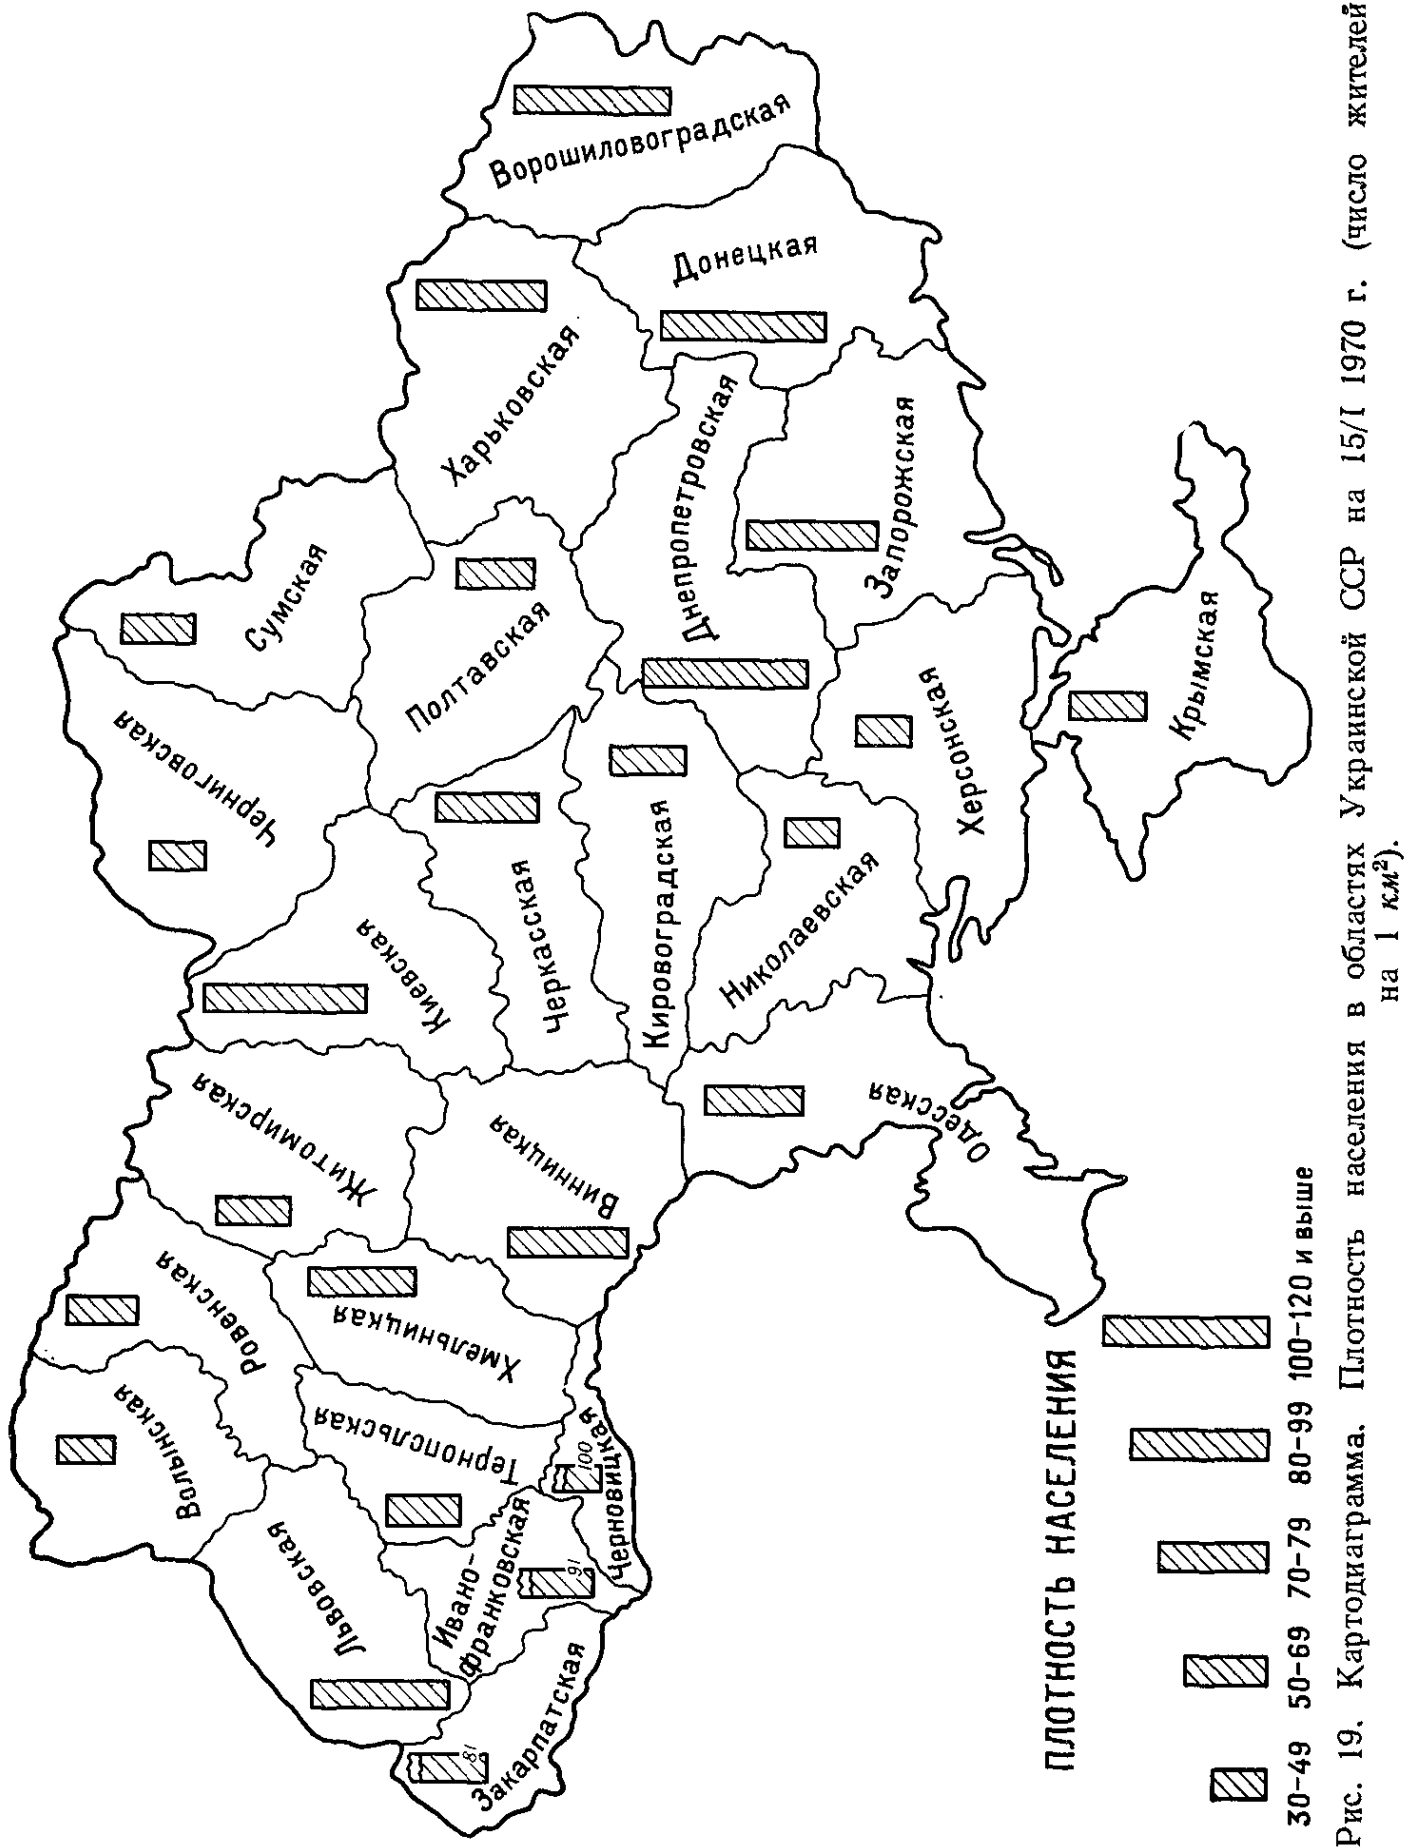 Ворошиловоградская
Донецкая
Харьковская
Сумская
Полтавская
Днепропетровская
Запорожская
Херсонская
Крымская
Черниговская
Киевская
Черкасская
Кировоградская
Николаевская
Одесская
Житомирская
Винницкая
Хмельницкая
Ровенская
Волынская
Тернопольская
Львовская
Ивано-
франковская
91
Черновицкая
100
Закарпатская
81
ПЛОТНОСТЬ НАСЕЛЕНИЯ
30–49 50–69 70–79 80–99 100–120 и выше
Рис. 19. Картодиаграмма. Плотность населения в областях Украинской ССР на 15/I 1970 г. (число жителей
на 1 км²).